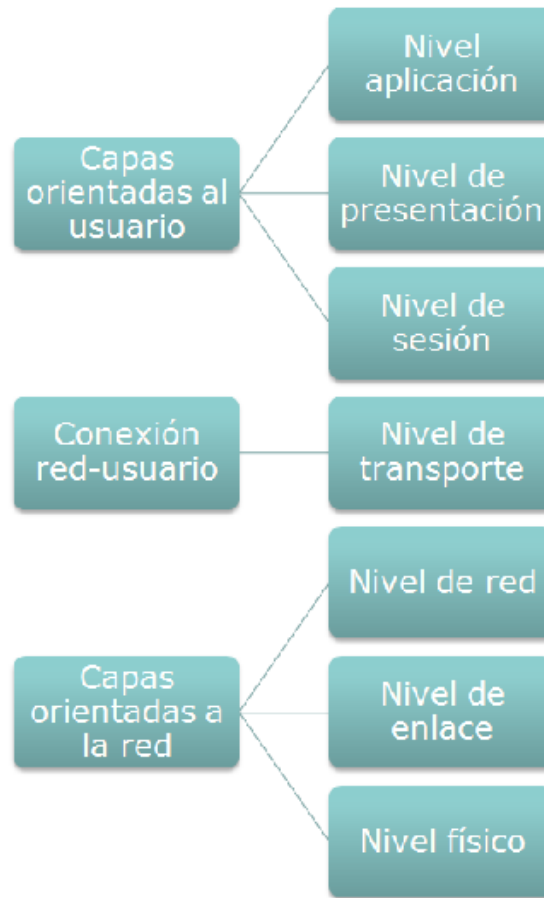 Capas
orientadas al
usuario
Nivel
aplicación
Nivel de
presentación
Nivel de
sesión
Conexión
red-usuario
Nivel de
transporte
Capas
orientadas a
la red
Nivel de red
Nivel de
enlace
Nivel físico